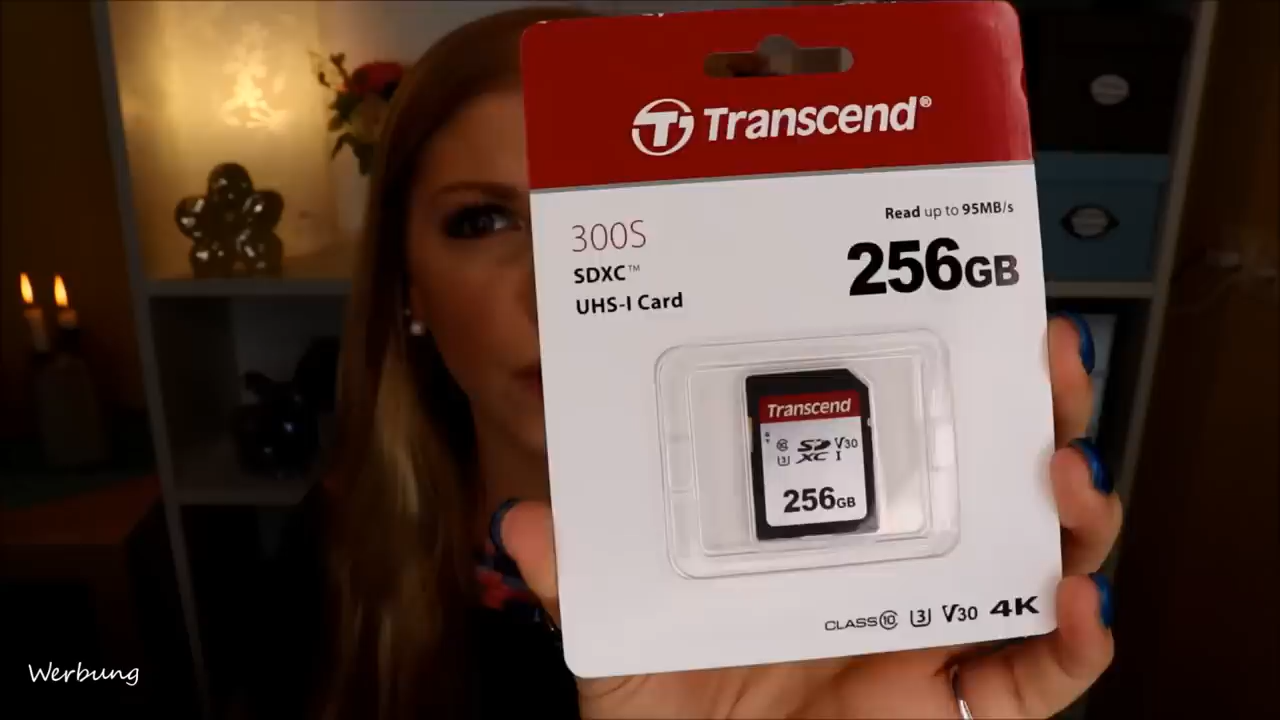 Transcend®
Read up to 95MB/s
300S
256GB
SDXC™
UHS-I Card
Transcend
SD XC I V30
256GB
CLASS 10 U3 V30 4K
Werbung